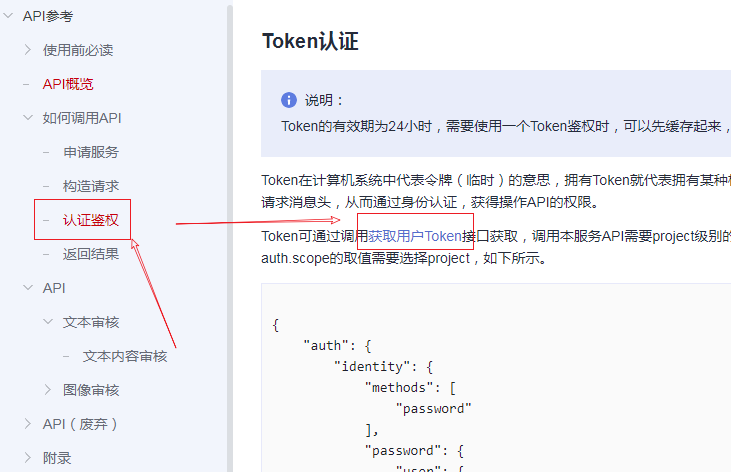 API参考
使用前必读
API概览
如何调用API
申请服务
构造请求
认证鉴权
返回结果
API
文本审核
文本内容审核
图像审核
API（废弃）
附录
Token认证
说明：
Token的有效期为24小时，需要使用一个Token鉴权时，可以先缓存起来，
Token在计算机系统中代表令牌（临时）的意思，拥有Token就代表拥有某种
请求消息头，从而通过身份认证，获得操作API的权限。
Token可通过调用获取用户Token接口获取，调用本服务API需要project级别的
auth.scope的取值需要选择project，如下所示。
{
"auth": {
"identity": {
"methods": [
"password"
],
"password": {
"user": {